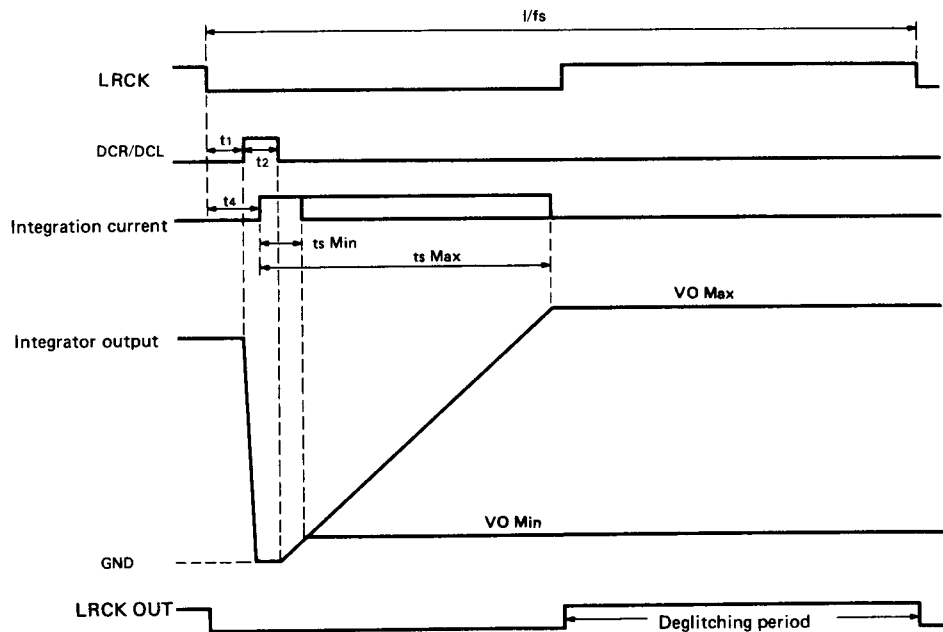 l/fs
LRCK
t1
DCR/DCL
t2
t4
Integration current
ts Min
ts Max
VO Max
Integrator output
VO Min
GND
LRCK OUT
Deglitching period